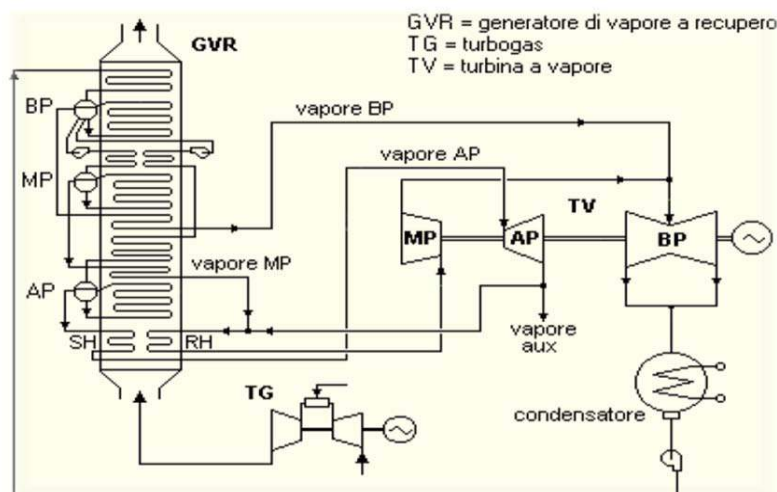 GVR
GVR = generatore di vapore a recupero
TG = turbogas
TV = turbina a vapore
BP
vapore BP
vapore AP
MP
TV
MP
AP
BP
vapore MP
AP
SH
RH
vapore
aux
TG
condensatore